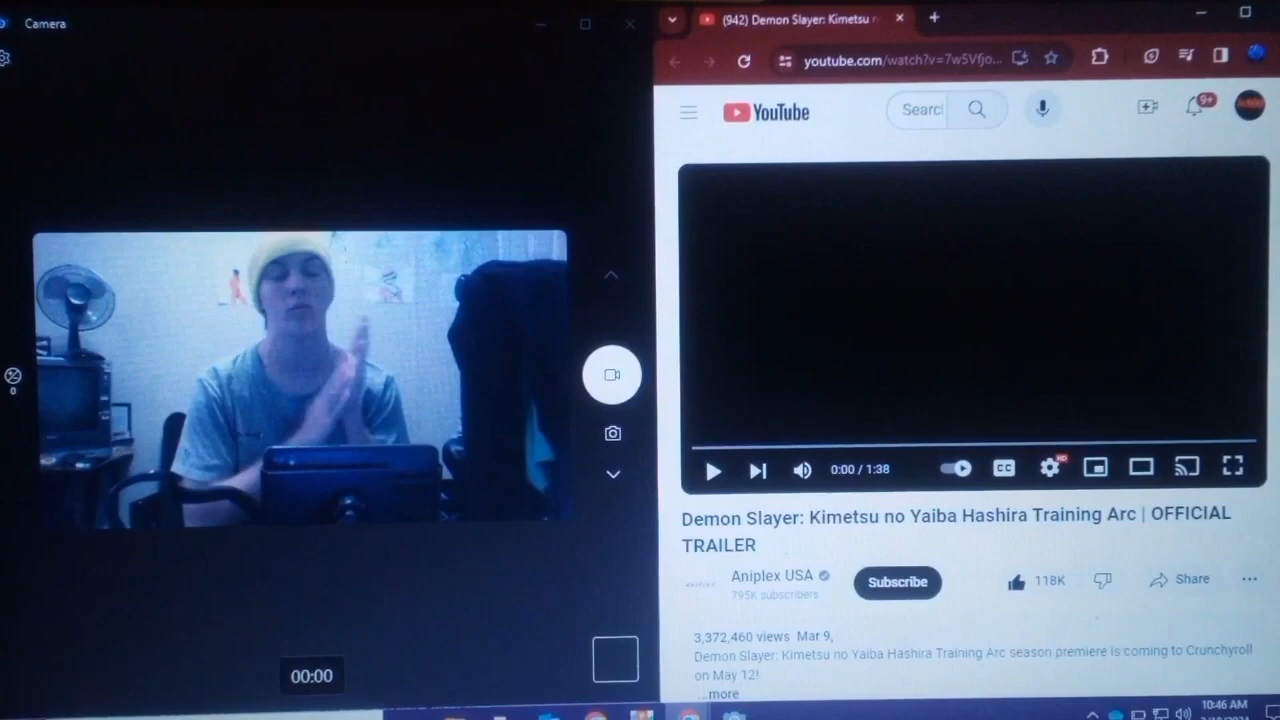 Camera
(942) Demon Slayer: Kimetsu
youtube.com/watch?v=7w5Vfjo...
YouTube
Searc
9+
0
HD
0:00 / 1:38
CC
Demon Slayer: Kimetsu no Yaiba Hashira Training Arc | OFFICIAL
TRAILER
Aniplex USA
795K subscribers
Subscribe
118K
Share
3,372,460 views Mar 9,
Demon Slayer: Kimetsu no Yaiba Hashira Training Arc season premiere is coming to Crunchyroll
on May 12!
...more
00:00
10:46 AM